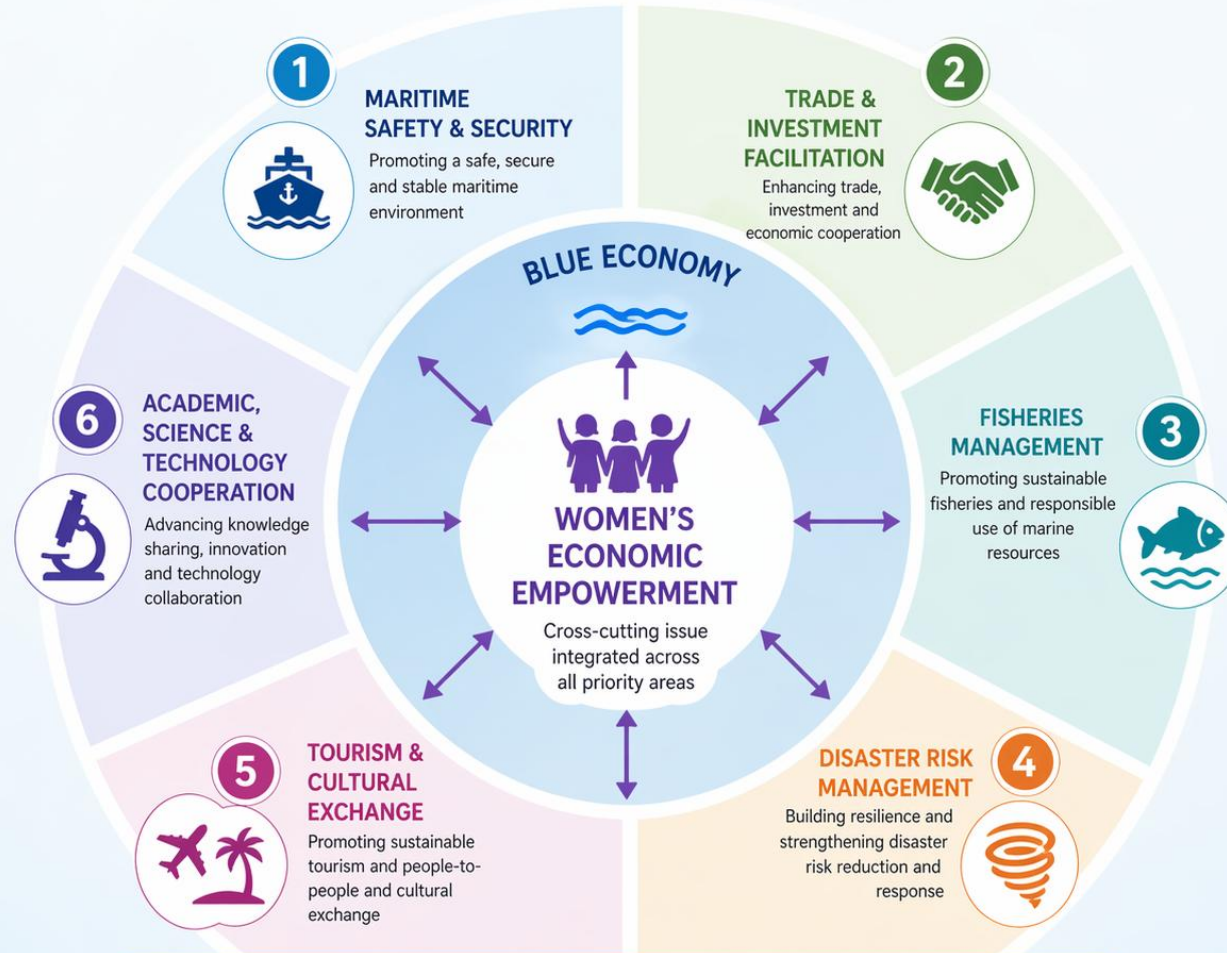 1
MARITIME
SAFETY & SECURITY
Promoting a safe, secure
and stable maritime
environment
2
TRADE &
INVESTMENT
FACILITATION
Enhancing trade,
investment and
economic cooperation
BLUE ECONOMY
3
FISHERIES
MANAGEMENT
Promoting sustainable
fisheries and responsible
use of marine
resources
6
ACADEMIC,
SCIENCE &
TECHNOLOGY
COOPERATION
Advancing knowledge
sharing, innovation
and technology
collaboration
WOMEN'S
ECONOMIC
EMPOWERMENT
Cross-cutting issue
integrated across
all priority areas
5
TOURISM &
CULTURAL
EXCHANGE
Promoting sustainable
tourism and people-to-
people and cultural
exchange
4
DISASTER RISK
MANAGEMENT
Building resilience and
strengthening disaster
risk reduction and
response